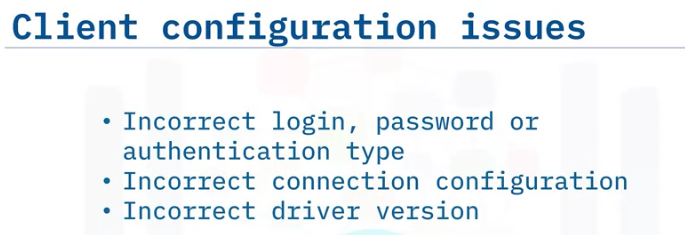 Client configuration issues
• Incorrect login, password or
authentication type
• Incorrect connection configuration
• Incorrect driver version